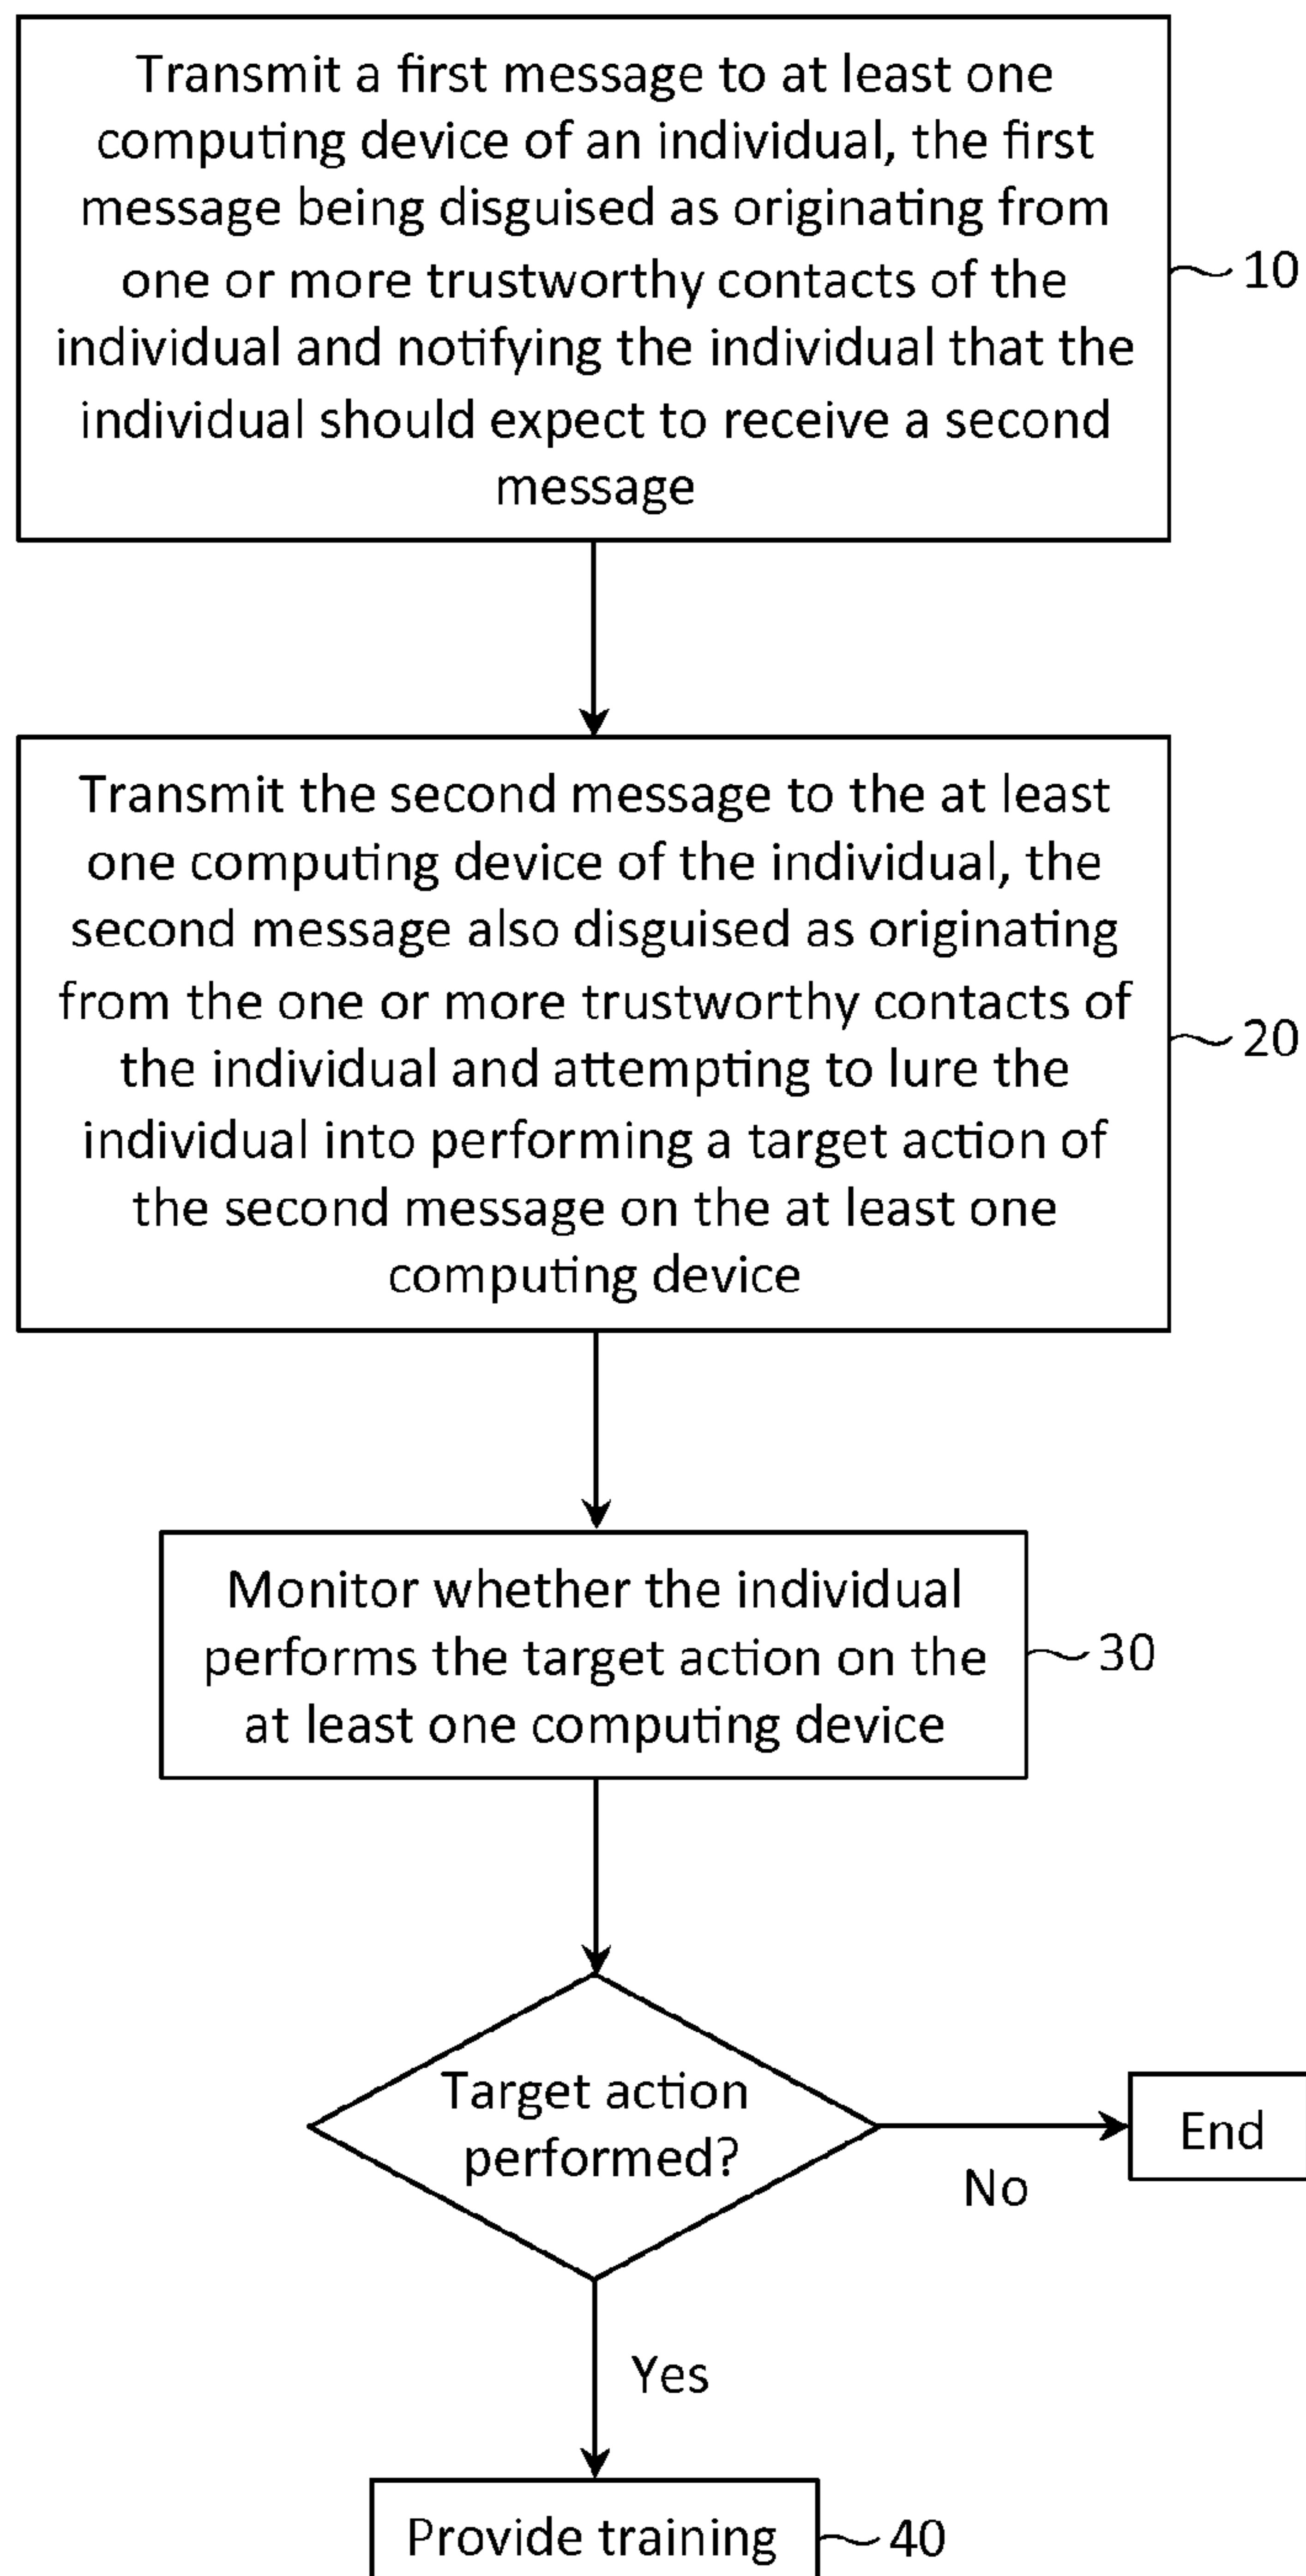 Transmit a first message to at least one
computing device of an individual, the first
message being disguised as originating from
one or more trustworthy contacts of the
individual and notifying the individual that the
individual should expect to receive a second
message
10
Transmit the second message to the at least
one computing device of the individual, the
second message also disguised as originating
from the one or more trustworthy contacts of
the individual and attempting to lure the
individual into performing a target action of
the second message on the at least one
computing device
20
Monitor whether the individual
performs the target action on the
at least one computing device
30
Target action
performed?
No
End
Yes
Provide training
40